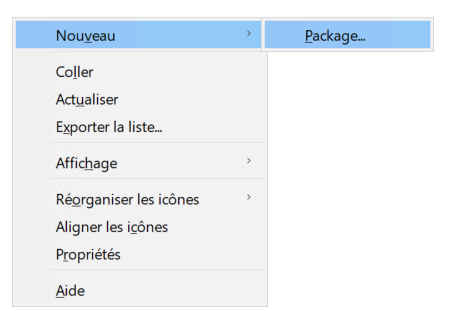 Nouveau
Package...
Coller
Actualiser
Exporter la liste...
Affichage
Réorganiser les icônes
Aligner les icônes
Propriétés
Aide